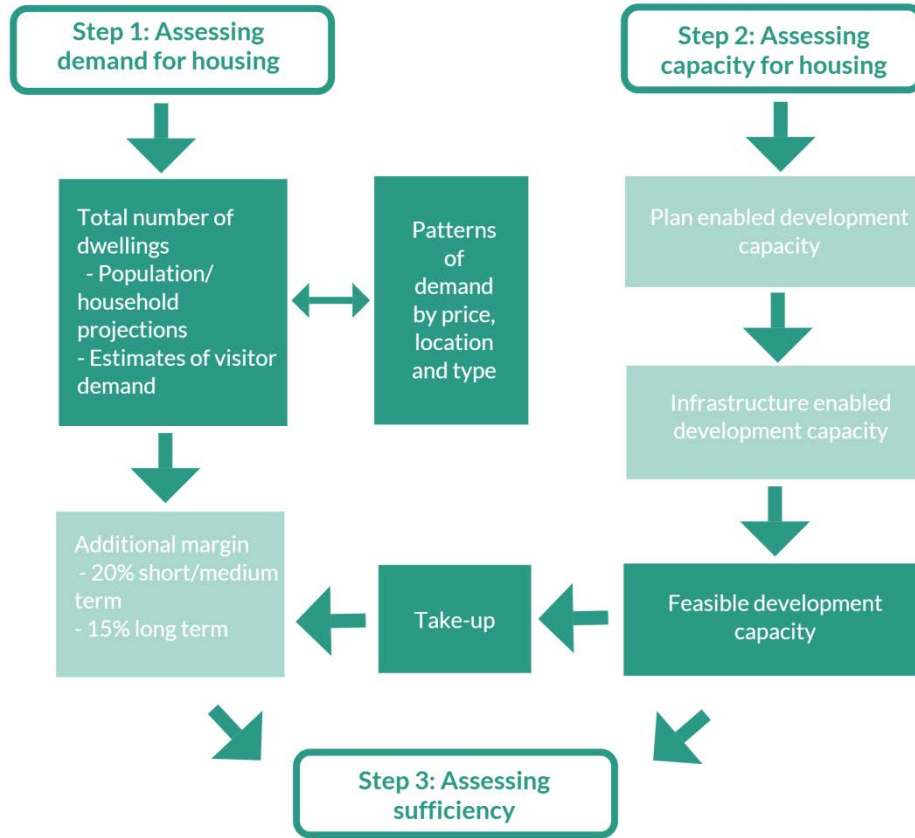 Step 1: Assessing
demand for housing
Step 2: Assessing
capacity for housing
Total number of
dwellings
- Population/
household
projections
- Estimates of visitor
demand
Patterns
of
demand
by price,
location
and type
Plan enabled development
capacity
Infrastructure enabled
development capacity
Additional margin
- 20% short/medium
term
- 15% long term
Take-up
Feasible development
capacity
Step 3: Assessing
sufficiency